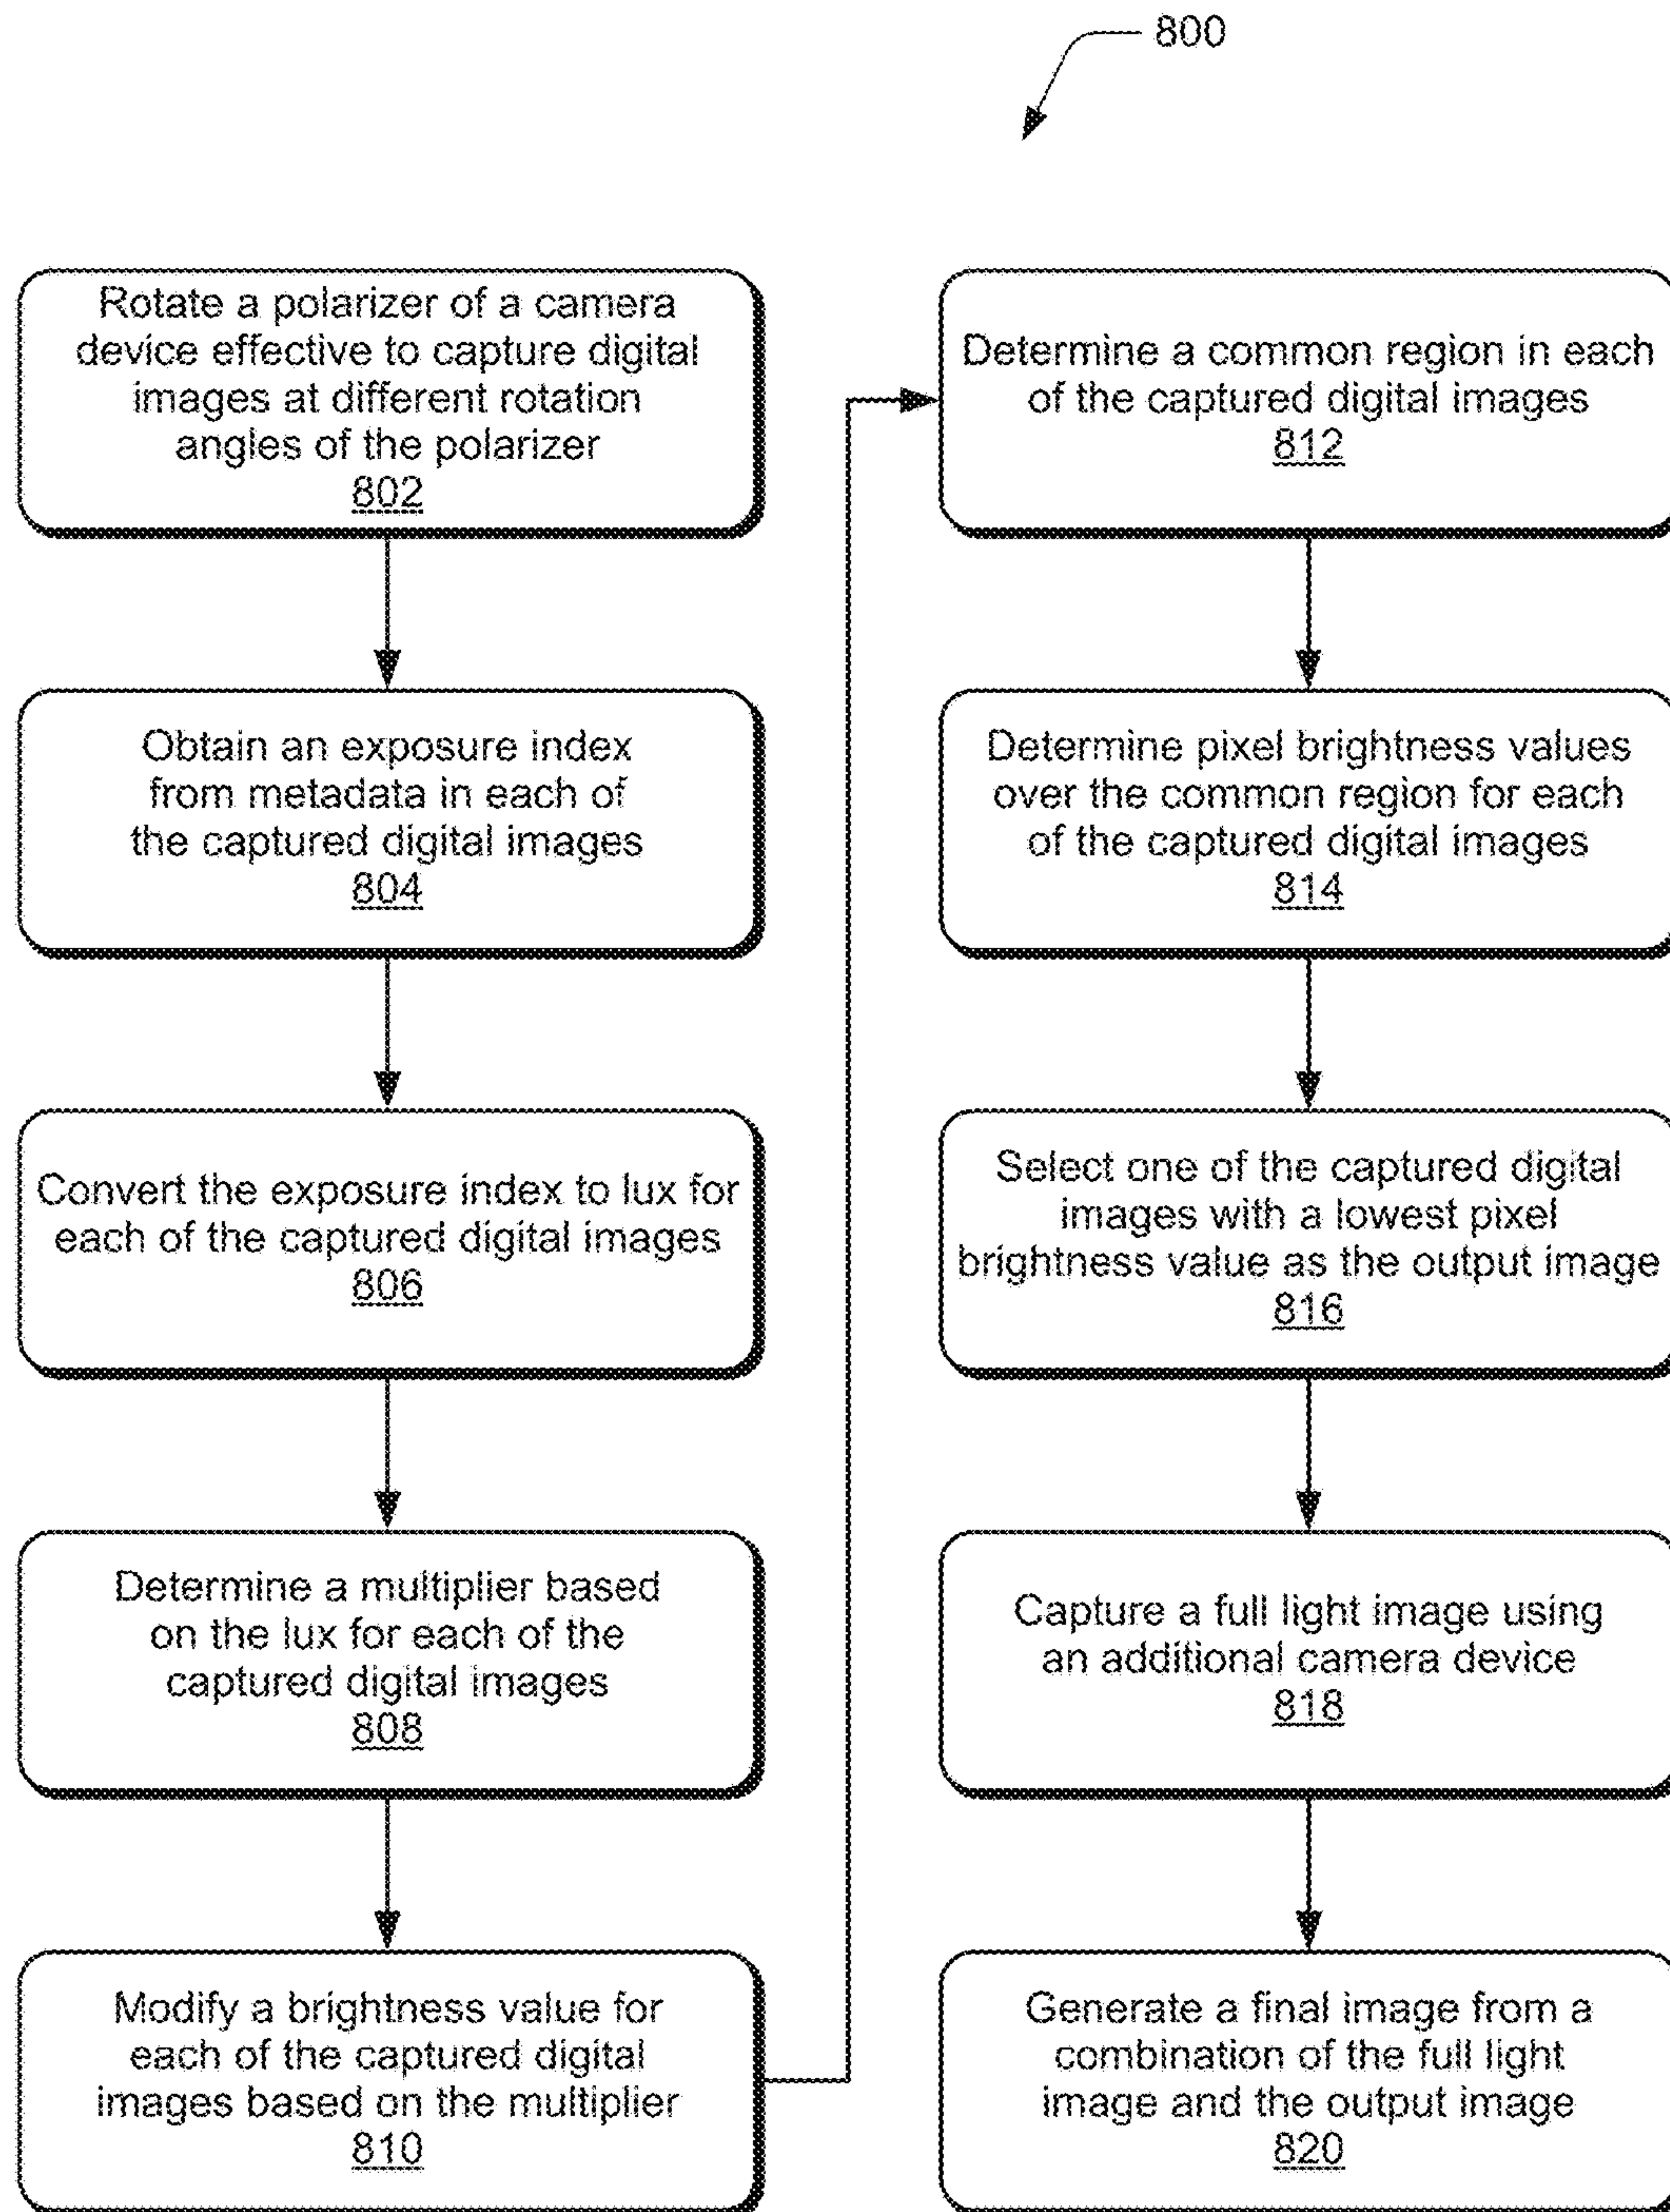 800
Rotate a polarizer of a camera
device effective to capture digital
images at different rotation
angles of the polarizer
802
Obtain an exposure index
from metadata in each of
the captured digital images
804
Convert the exposure index to lux for
each of the captured digital images
806
Determine a multiplier based
on the lux for each of the
captured digital images
808
Modify a brightness value for
each of the captured digital
images based on the multiplier
810
Determine a common region in each
of the captured digital images
812
Determine pixel brightness values
over the common region for each
of the captured digital images
814
Select one of the captured digital
images with a lowest pixel
brightness value as the output image
816
Capture a full light image using
an additional camera device
818
Generate a final image from a
combination of the full light
image and the output image
820